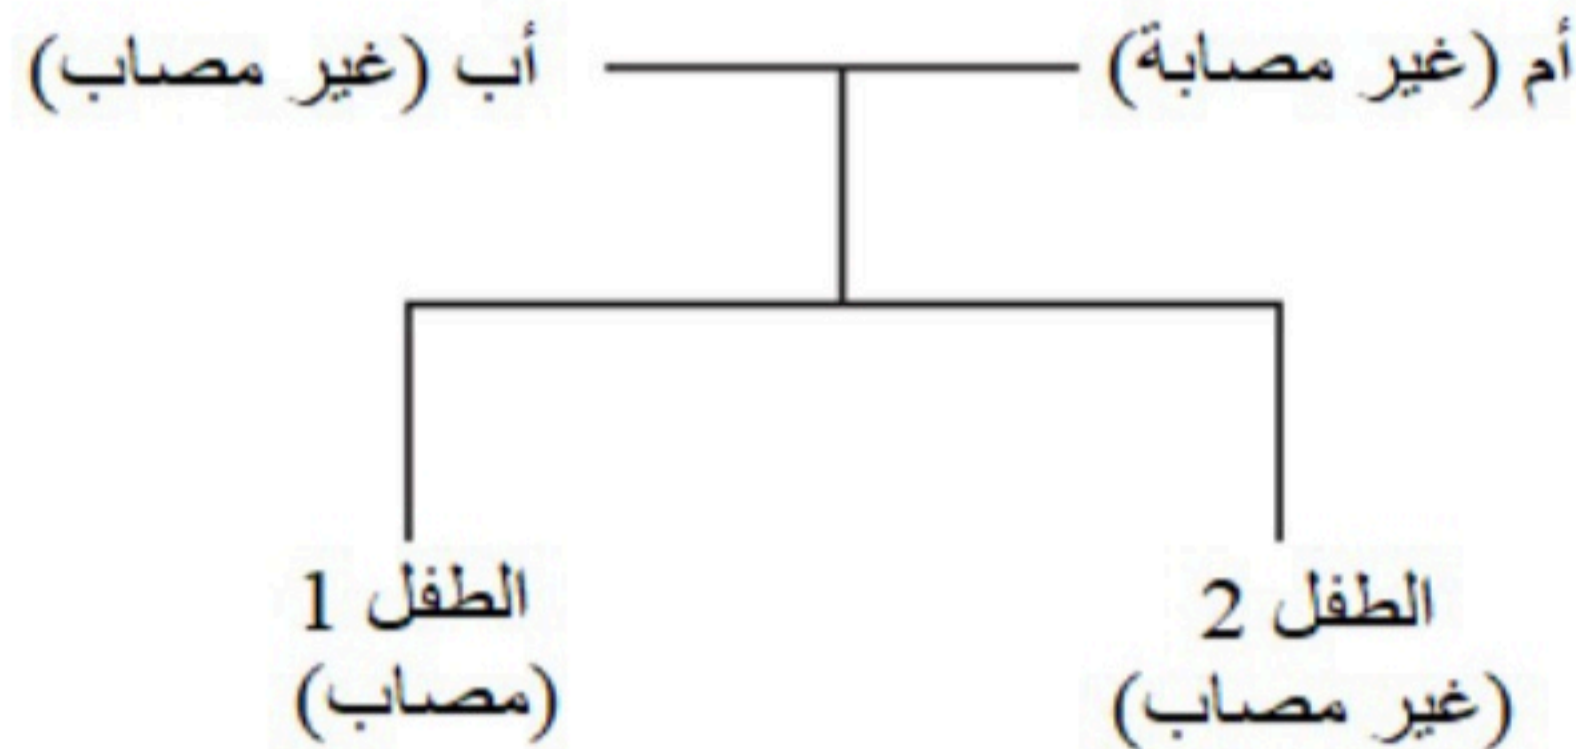 أم (غير مصابة)
أب (غير مصاب)
الطفل 2
(غير مصاب)
الطفل 1
(مصاب)